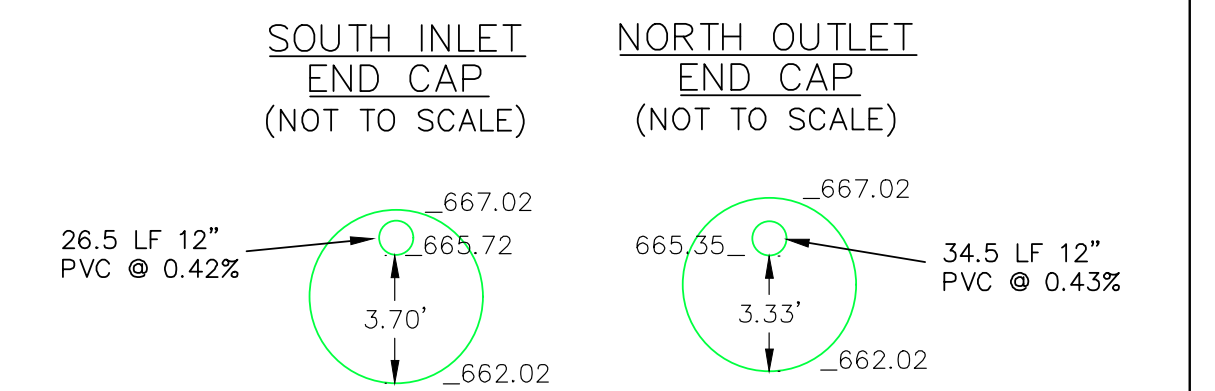 SOUTH INLET
END CAP
(NOT TO SCALE)
_667.02
26.5 LF 12"
PVC @ 0.42%
_665.72
3.70'
_662.02
NORTH OUTLET
END CAP
(NOT TO SCALE)
_667.02
665.35_
34.5 LF 12"
PVC @ 0.43%
3.33'
_662.02